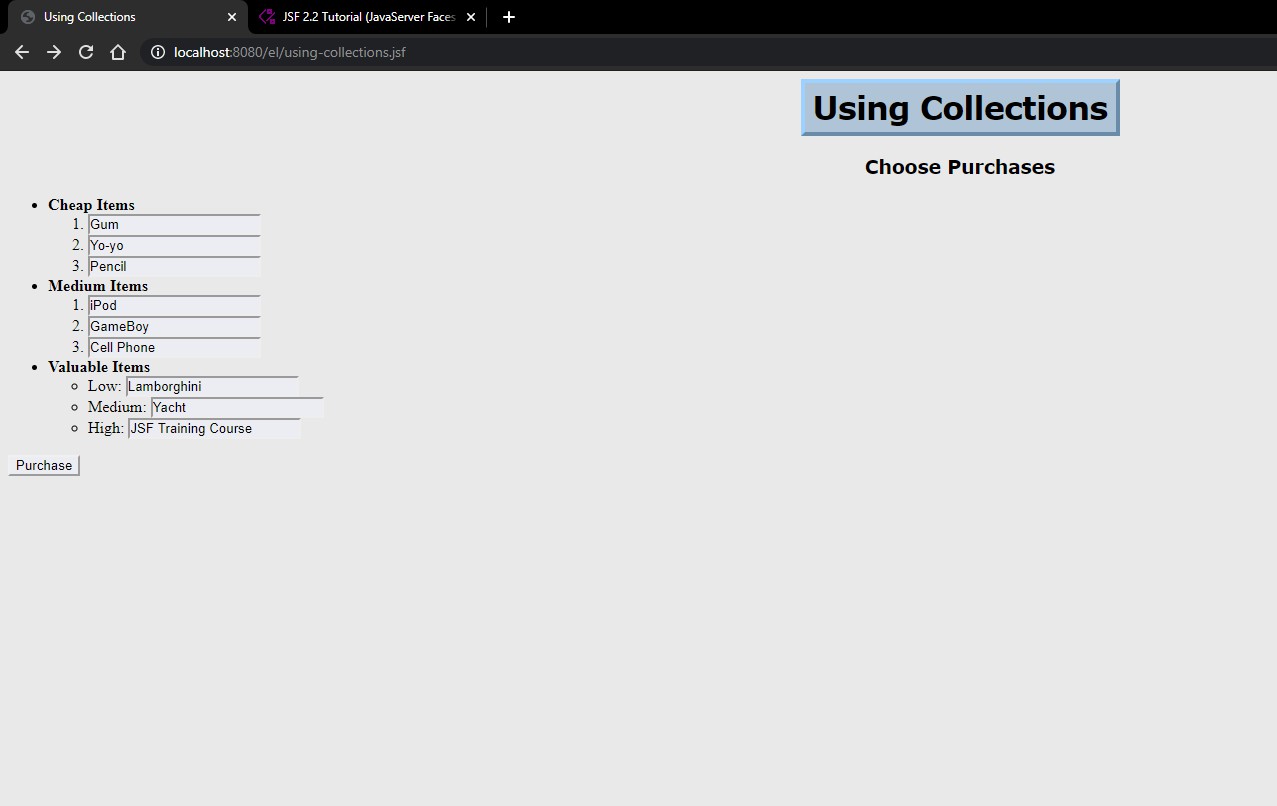 Using Collections
JSF 2.2 Tutorial (JavaServer Faces
localhost:8080/el/using-collections.jsf
Using Collections
Choose Purchases
Cheap Items
1. Gum
2. Yo-yo
3. Pencil
Medium Items
1. iPod
2. GameBoy
3. Cell Phone
Valuable Items
Low: Lamborghini
Medium: Yacht
High: JSF Training Course
Purchase